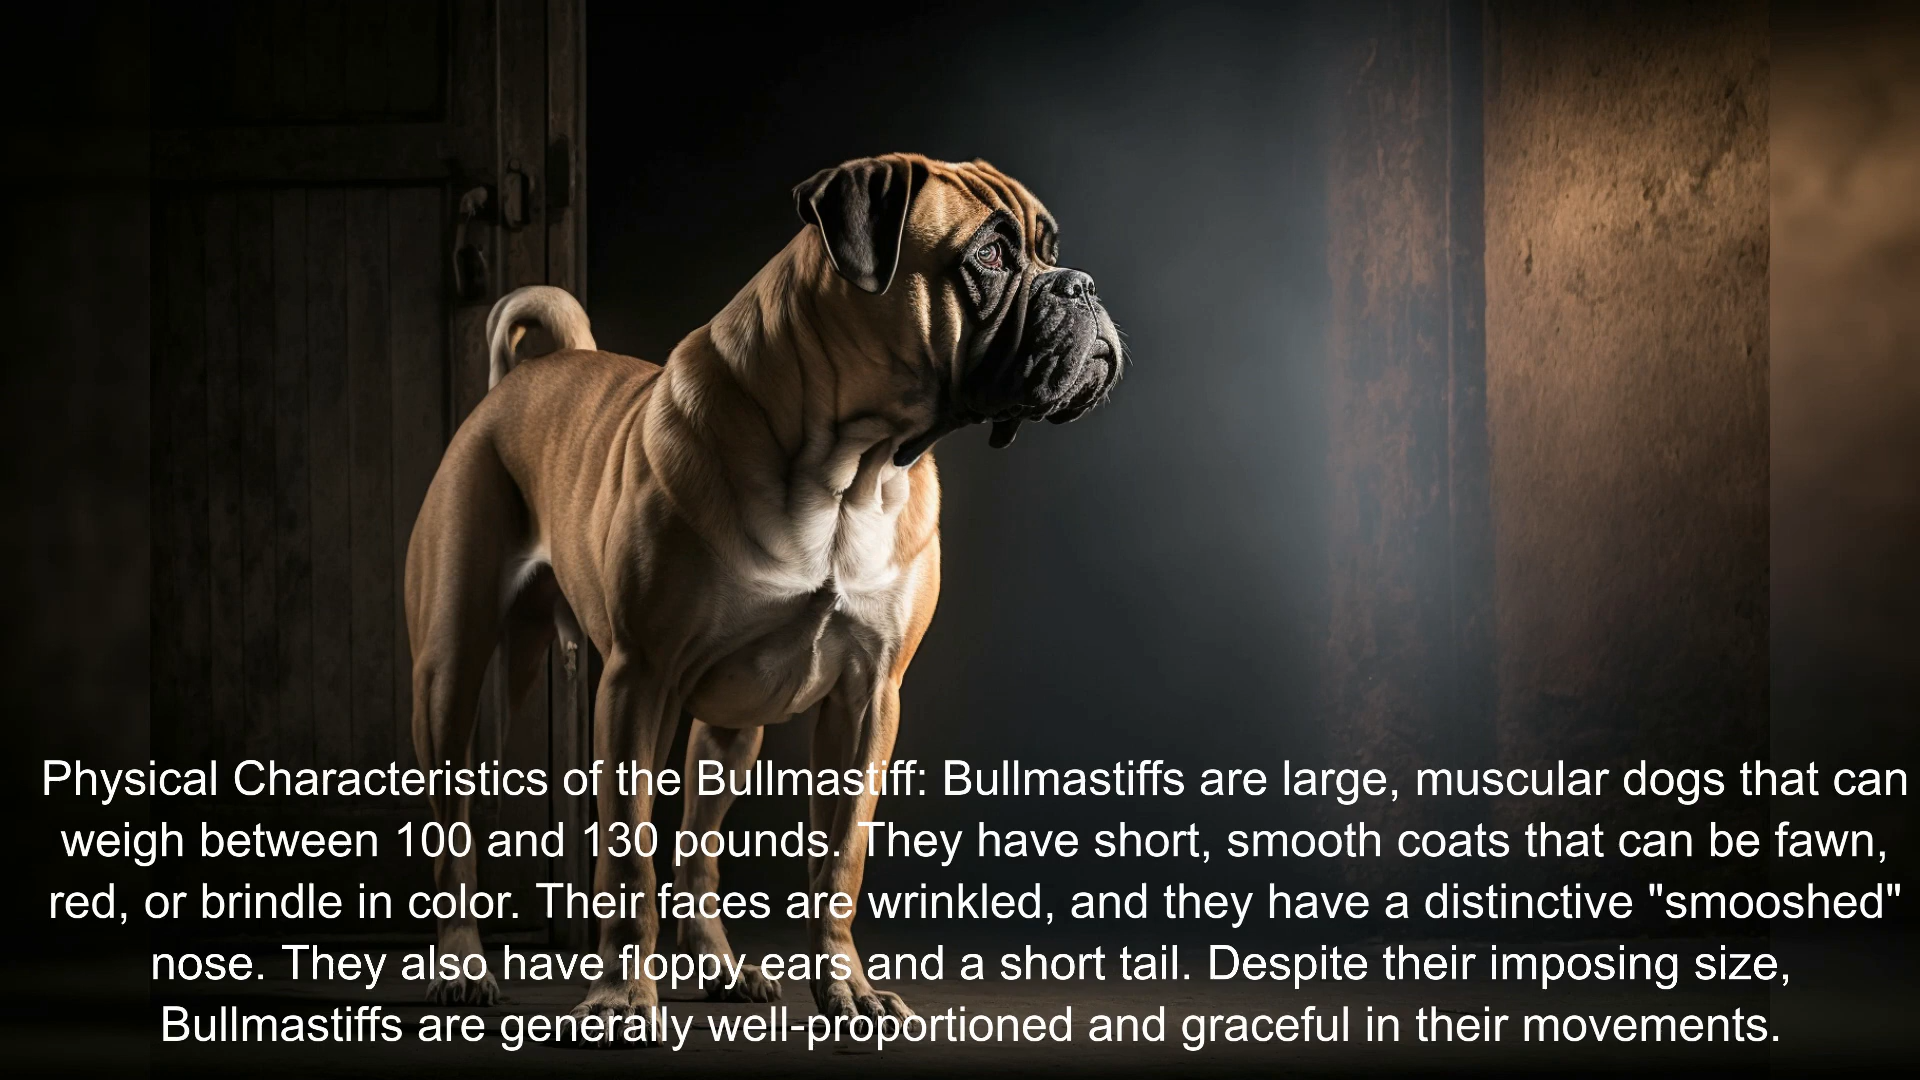 Physical Characteristics of the Bullmastiff: Bullmastiffs are large, muscular dogs that can
weigh between 100 and 130 pounds. They have short, smooth coats that can be fawn,
red, or brindle in color. Their faces are wrinkled, and they have a distinctive "smooshed"
nose. They also have floppy ears and a short tail. Despite their imposing size,
Bullmastiffs are generally well-proportioned and graceful in their movements.